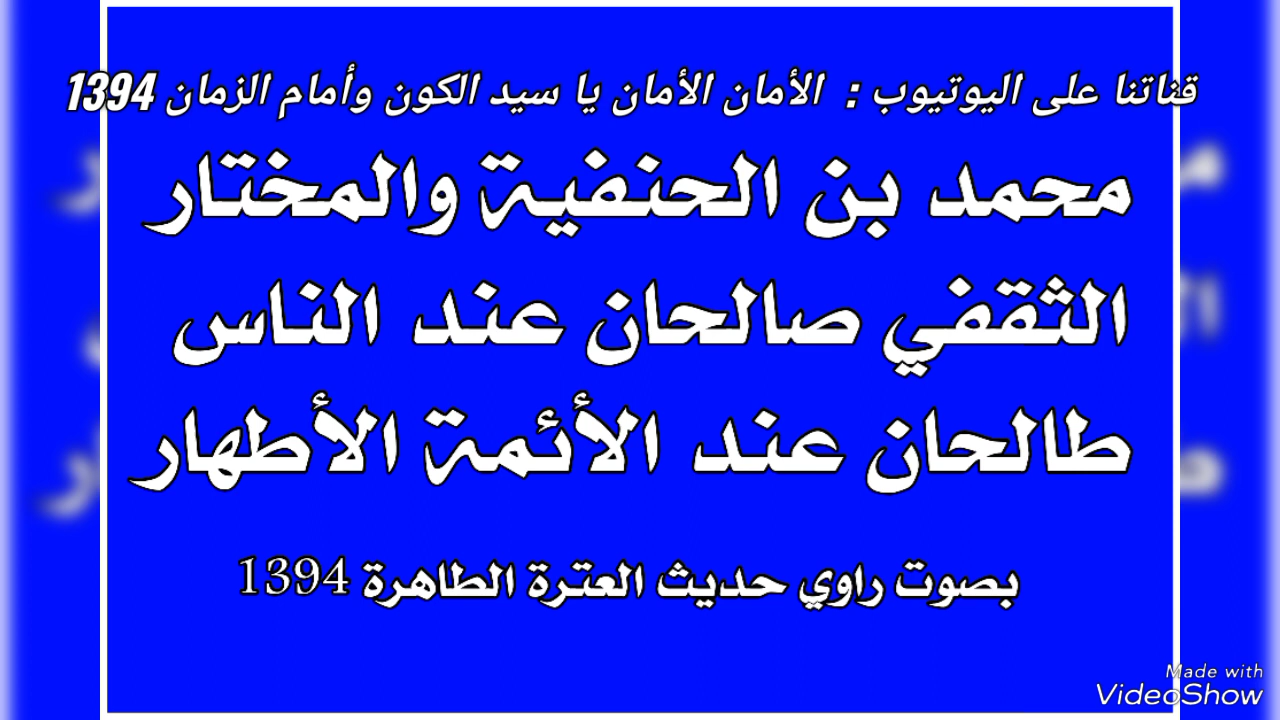 قناتنا على اليوتيوب : الأمان الأمان يا سيد الكون وأمام الزمان 1394
محمد بن الحنفية والمختار
الثقفي صالحان عند الناس
طالحان عند الأئمة الأطهار
بصوت راوي حديث العترة الطاهرة 1394
Made with
VideoShow